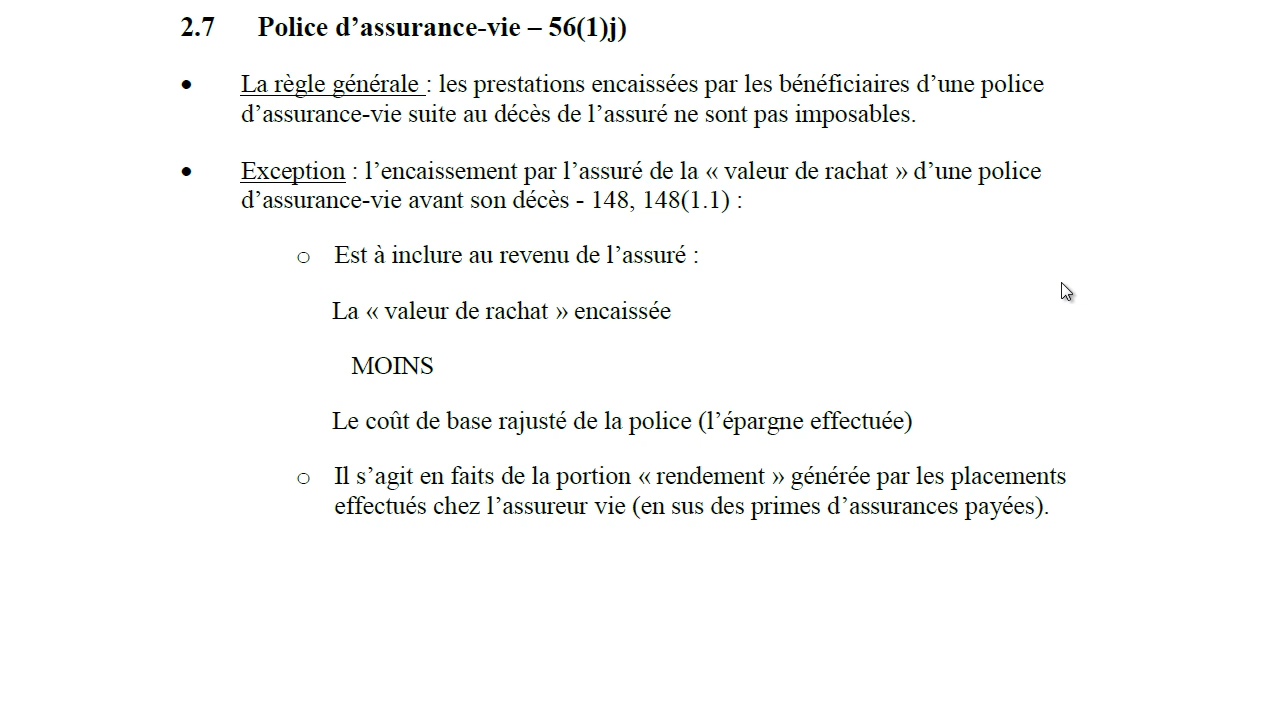 2.7 Police d’assurance-vie – 56(1)j)
• La règle générale : les prestations encaissées par les bénéficiaires d’une police
d’assurance-vie suite au décès de l’assuré ne sont pas imposables.
• Exception : l’encaissement par l’assuré de la « valeur de rachat » d’une police
d’assurance-vie avant son décès - 148, 148(1.1) :
o Est à inclure au revenu de l’assuré :
La « valeur de rachat » encaissée
MOINS
Le coût de base rajusté de la police (l’épargne effectuée)
o Il s’agit en faits de la portion « rendement » générée par les placements
effectués chez l’assureur vie (en sus des primes d’assurances payées).